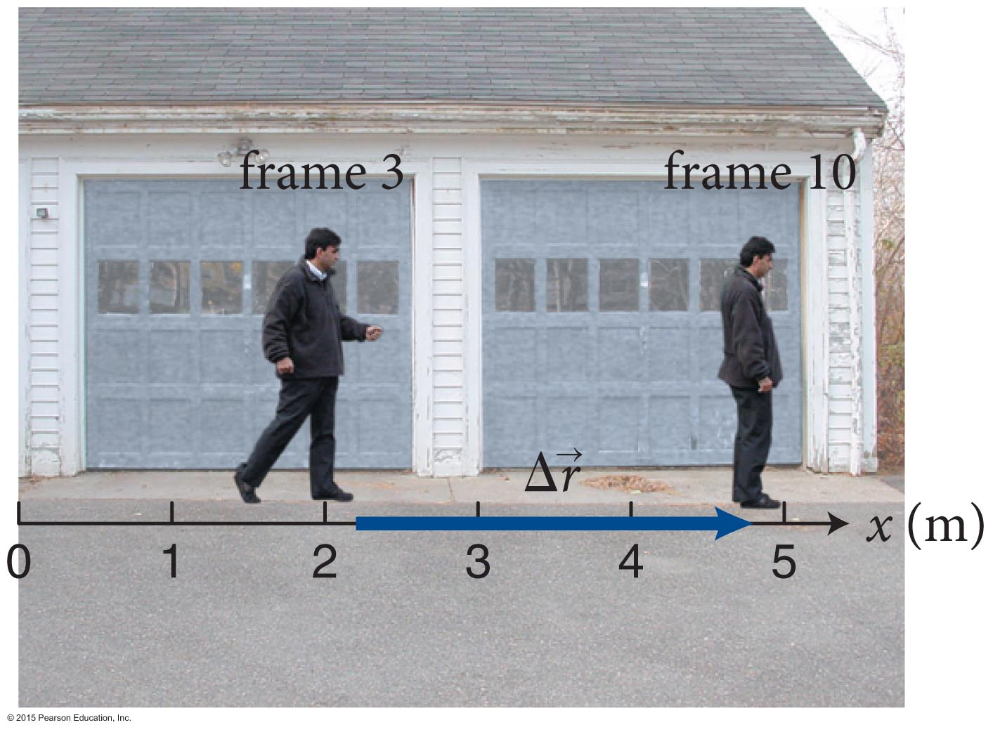 frame 3
frame 10
Δr⃗
x (m)
0 1 2 3 4 5
© 2015 Pearson Education, Inc.